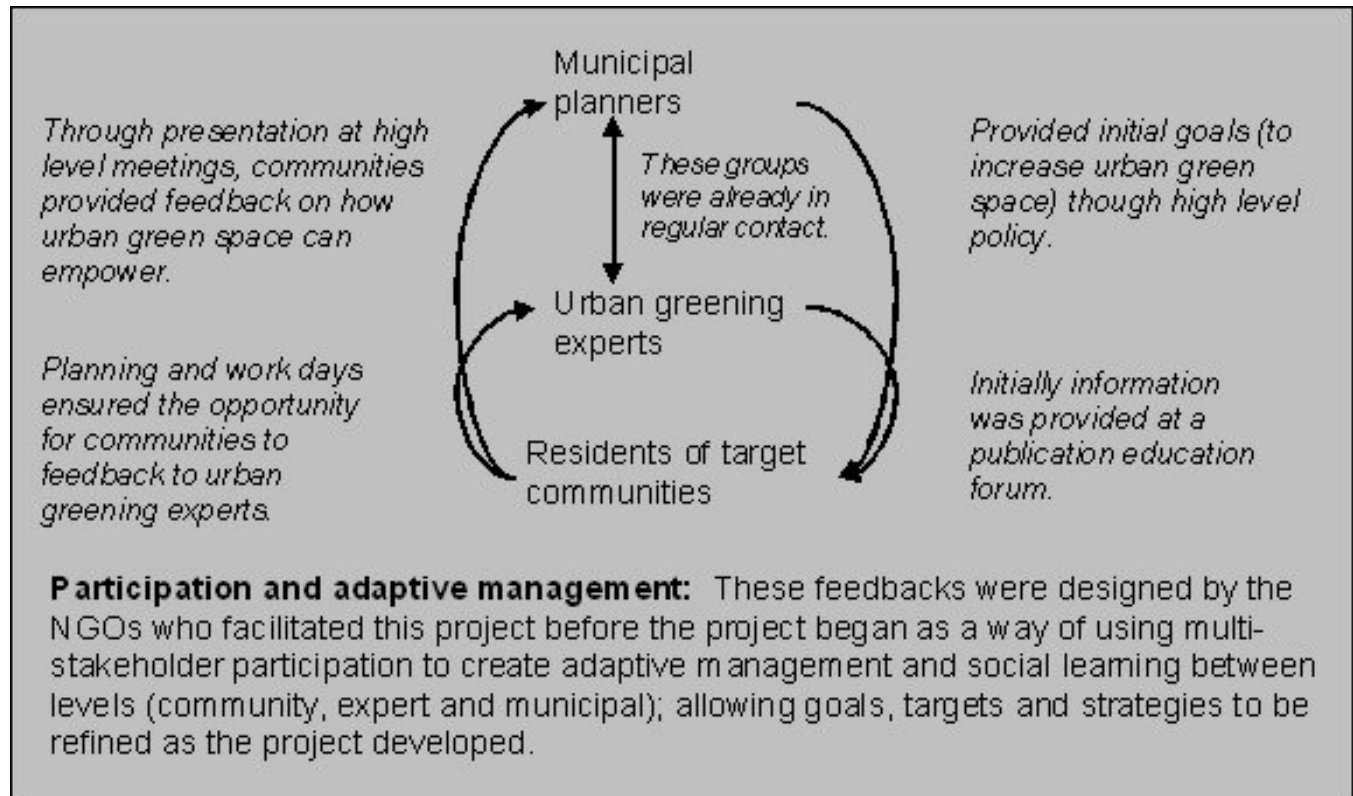 Municipal
planners
Through presentation at high
level meetings, communities
provided feedback on how
urban green space can
empower.
These groups
were already in
regular contact.
Provided initial goals (to
increase urban green
space) though high level
policy.
Urban greening
experts
Planning and work days
ensured the opportunity
for communities to
feedback to urban
greening experts.
Residents of target
communities
Initially information
was provided at a
publication education
forum.
Participation and adaptive management: These feedbacks were designed by the
NGOs who facilitated this project before the project began as a way of using multi-
stakeholder participation to create adaptive management and social learning between
levels (community, expert and municipal); allowing goals, targets and strategies to be
refined as the project developed.